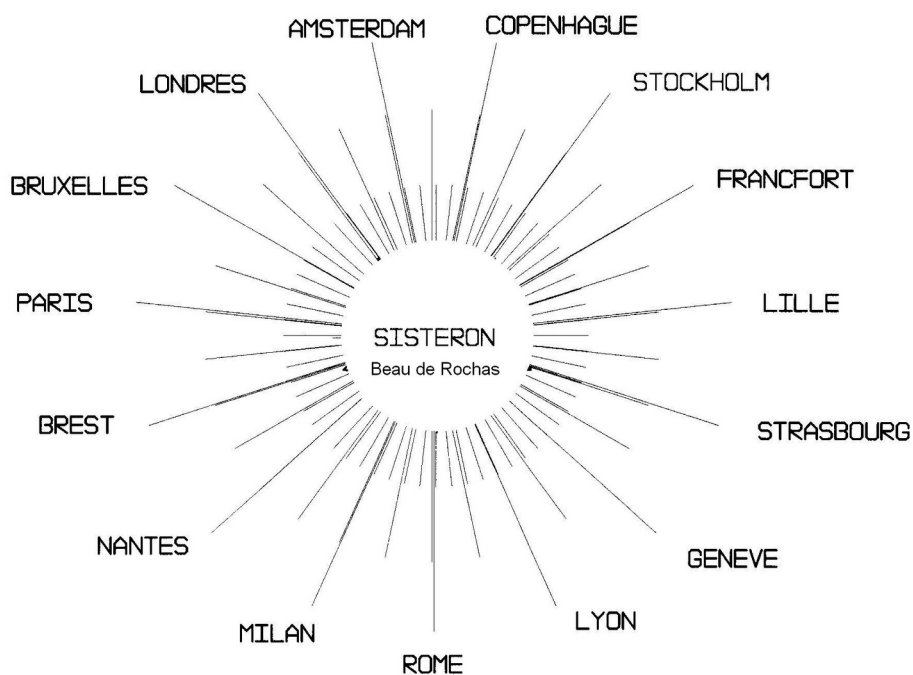 AMSTERDAM
COPENHAGUE
LONDRES
STOCKHOLM
BRUXELLES
FRANCFORT
PARIS
LILLE
SISTERON
Beau de Rochas
BREST
STRASBOURG
NANTES
GENEVE
MILAN
LYON
ROME